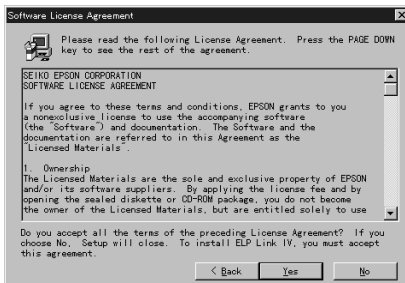 Software License Agreement
Please read the following License Agreement. Press the PAGE DOWN
key to see the rest of the agreement.
SEIKO EPSON CORPORATION
SOFTWARE LICENSE AGREEMENT
If you agree to these terms and conditions, EPSON grants to you
a nonexclusive license to use the accompanying software
(the ˝Software˝) and documentation. The Software and the
documentation are referred to in this Agreement as the
˝Licensed Materials˝.
1. Ownership
The Licensed Materials are the sole and exclusive property of EPSON
and/or its software suppliers. By applying the license fee and by
opening the sealed diskette or CD-ROM package, you do not become
the owner of the Licensed Materials, but are entitled solely to use
Do you accept all the terms of the preceding License Agreement? If you
choose No, Setup will close. To install ELP Link IV, you must accept
this agreement.
< Back Yes No